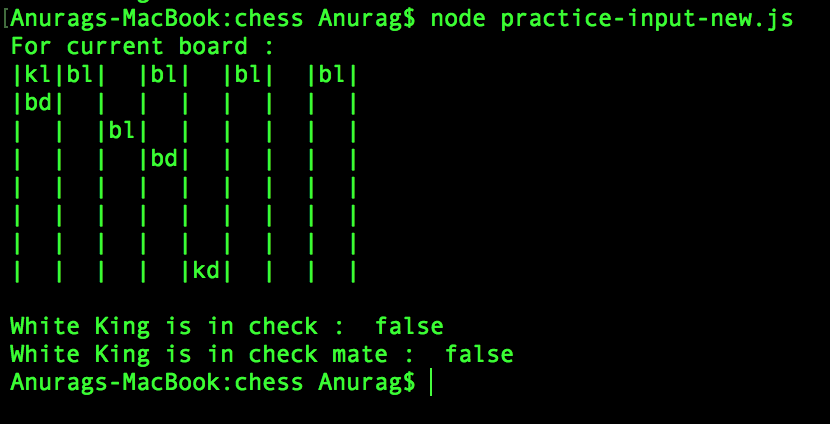 [Anurags-MacBook:chess Anurag$ node practice-input-new.js
For current board :
|kl|bl|  |bl|  |bl|  |bl|
|bd|  |  |  |  |  |  |  |
|  |  |bl|  |  |  |  |  |
|  |  |  |bd|  |  |  |  |
|  |  |  |  |  |  |  |  |
|  |  |  |  |  |  |  |  |
|  |  |  |  |  |  |  |  |
|  |  |  |  |kd|  |  |  |
White King is in check :  false
White King is in check mate :  false
Anurags-MacBook:chess Anurag$